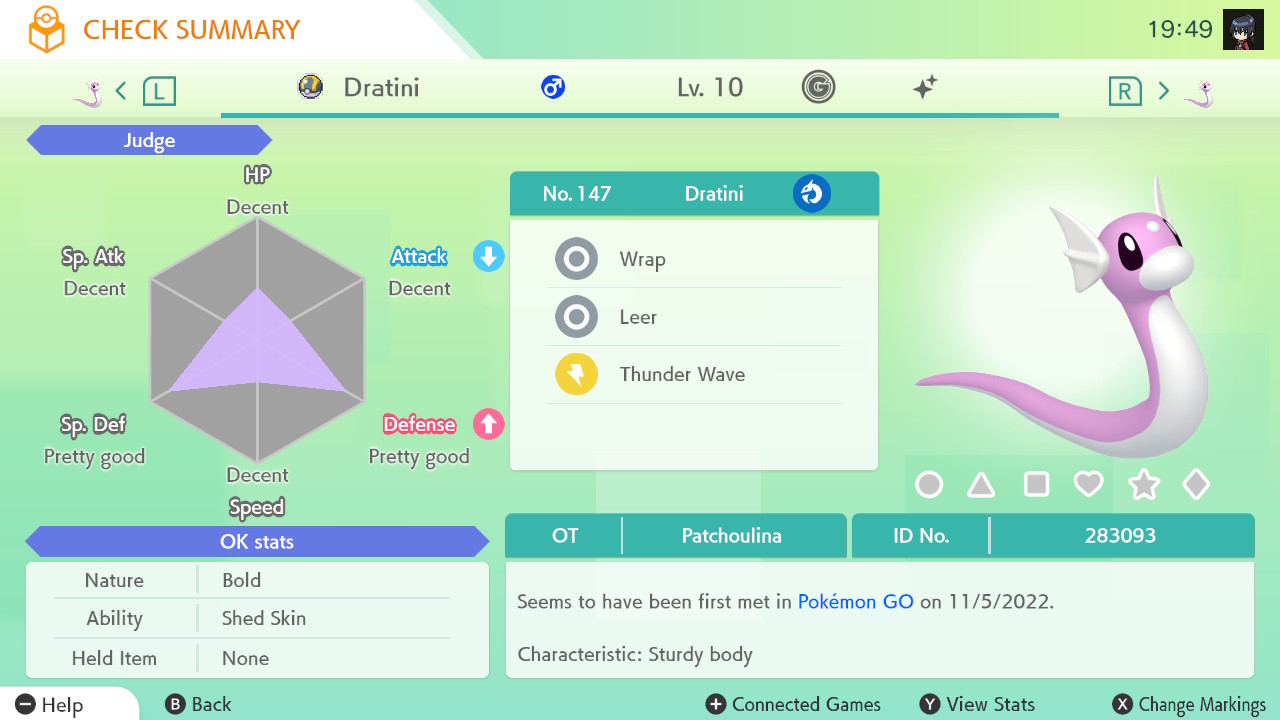 CHECK SUMMARY
19:49
L
Dratini
Lv. 10
G
R
Judge
HP
Decent
Sp. Atk
Decent
Attack
Decent
Sp. Def
Pretty good
Defense
Pretty good
Decent
Speed
OK stats
Nature Bold
Ability Shed Skin
Held Item None
No. 147 Dratini
Wrap
Leer
Thunder Wave
OT Patchoulina
ID No. 283093
Seems to have been first met in Pokémon GO on 11/5/2022.
Characteristic: Sturdy body
Help
B Back
Connected Games
Y View Stats
X Change Markings